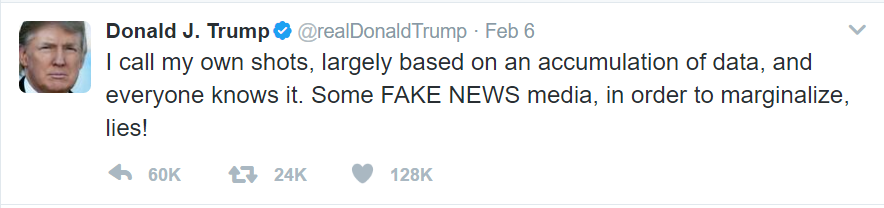 Donald J. Trump @realDonaldTrump · Feb 6
I call my own shots, largely based on an accumulation of data, and
everyone knows it. Some FAKE NEWS media, in order to marginalize,
lies!
60K 24K 128K